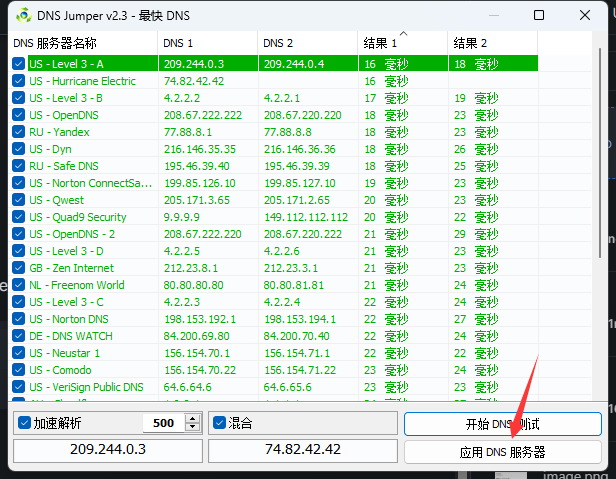 DNS Jumper v2.3 - 最快 DNS
DNS 服务器名称 DNS 1 DNS 2 结果 1 结果 2
US - Level 3 - A 209.244.0.3 209.244.0.4 16 毫秒 18 毫秒
US - Hurricane Electric 74.82.42.42 16 毫秒
US - Level 3 - B 4.2.2.2 4.2.2.1 17 毫秒 19 毫秒
US - OpenDNS 208.67.222.222 208.67.220.220 18 毫秒 23 毫秒
RU - Yandex 77.88.8.1 77.88.8.8 18 毫秒 23 毫秒
US - Dyn 216.146.35.35 216.146.36.36 18 毫秒 26 毫秒
RU - Safe DNS 195.46.39.40 195.46.39.39 18 毫秒 25 毫秒
US - Norton ConnectSa... 199.85.126.10 199.85.127.10 19 毫秒 23 毫秒
US - Qwest 205.171.3.65 205.171.2.65 20 毫秒 23 毫秒
US - Quad9 Security 9.9.9.9 149.112.112.112 20 毫秒 22 毫秒
US - OpenDNS - 2 208.67.222.220 208.67.220.222 21 毫秒 29 毫秒
US - Level 3 - D 4.2.2.5 4.2.2.6 21 毫秒 23 毫秒
GB - Zen Internet 212.23.8.1 212.23.3.1 21 毫秒 23 毫秒
NL - Freenom World 80.80.80.80 80.80.81.81 21 毫秒 24 毫秒
US - Level 3 - C 4.2.2.3 4.2.2.4 22 毫秒 24 毫秒
US - Norton DNS 198.153.192.1 198.153.194.1 22 毫秒 27 毫秒
DE - DNS WATCH 84.200.69.80 84.200.70.40 22 毫秒 24 毫秒
US - Neustar 1 156.154.70.1 156.154.71.1 22 毫秒 24 毫秒
US - Comodo 156.154.70.22 156.154.71.22 23 毫秒 24 毫秒
US - VeriSign Public DNS 64.6.64.6 64.6.65.6 23 毫秒 24 毫秒
加速解析 500 混合 开始 DNS 测试
209.244.0.3 74.82.42.42 应用 DNS 服务器
image.png